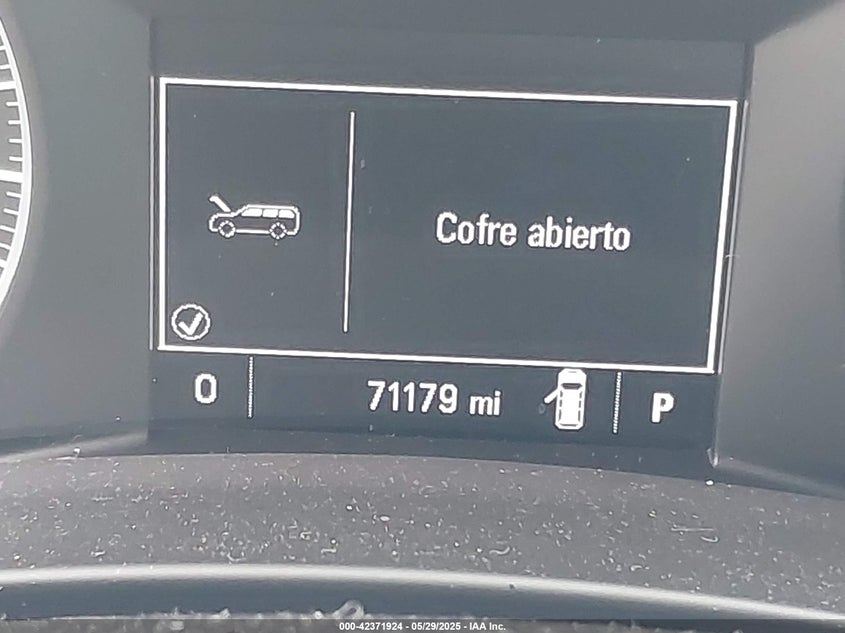 Cofre abierto
0
71179 mi
P
000-42371924 - 05/29/2025 - IAA Inc.